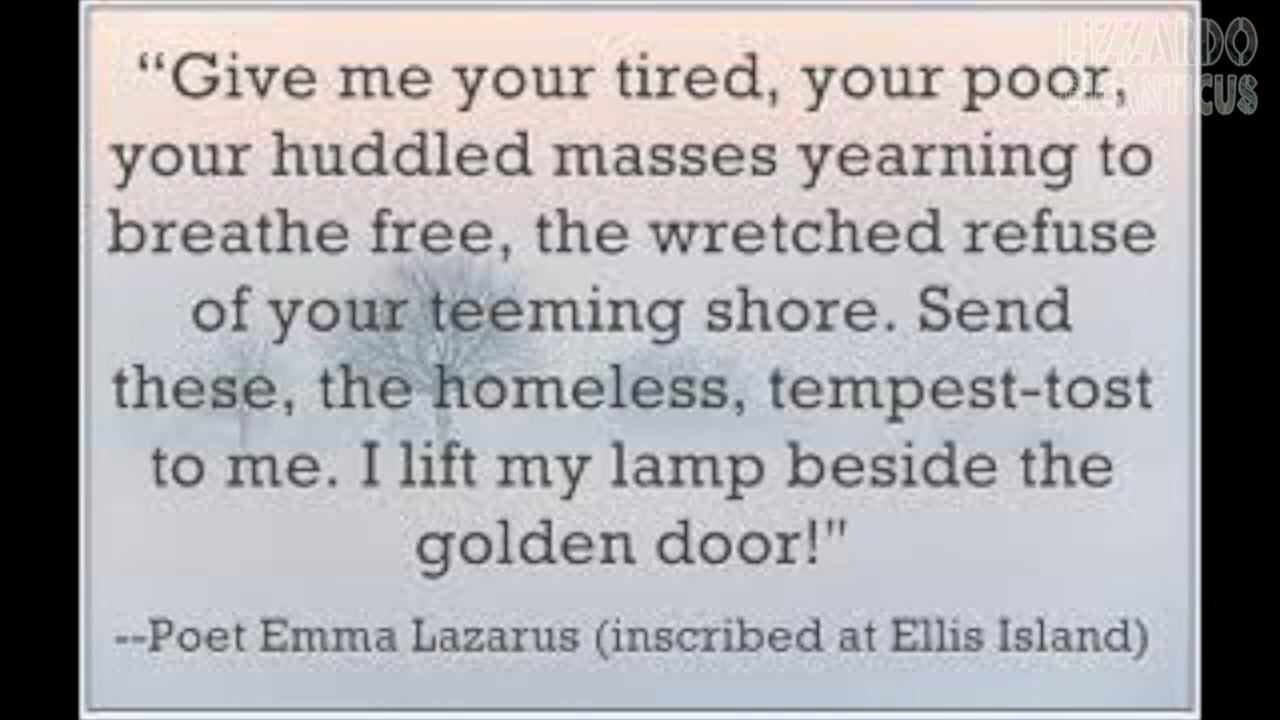 “Give me your tired, your poor,
your huddled masses yearning to
breathe free, the wretched refuse
of your teeming shore. Send
these, the homeless, tempest-tost
to me. I lift my lamp beside the
golden door!"
--Poet Emma Lazarus (inscribed at Ellis Island)
LIZZARDO
GIGANTICUS